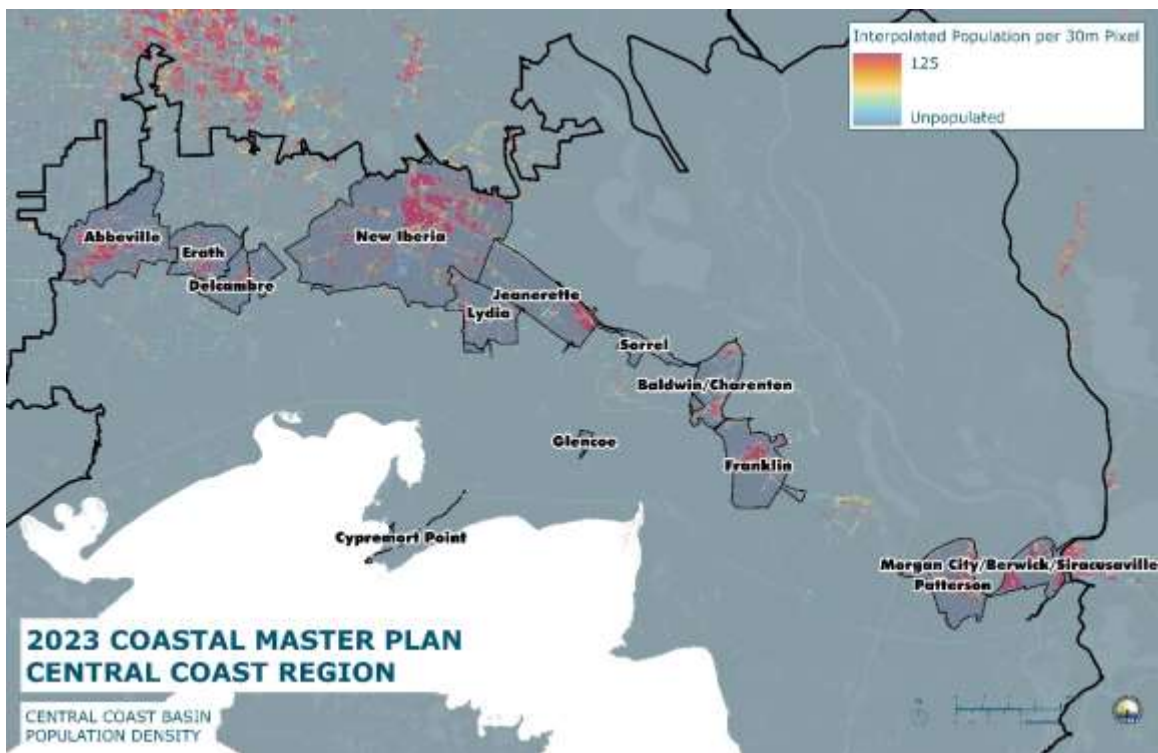 Interpolated Population per 30m Pixel
125
Unpopulated
Abbeville
Erath
Delcambre
New Iberia
Jeanerette
Lydia
Sorrel
Baldwin/Charenton
Glencoe
Franklin
Cypremort Point
Morgan City/Berwick/Siracusaville
Patterson
2023 COASTAL MASTER PLAN
CENTRAL COAST REGION
CENTRAL COAST BASIN
POPULATION DENSITY